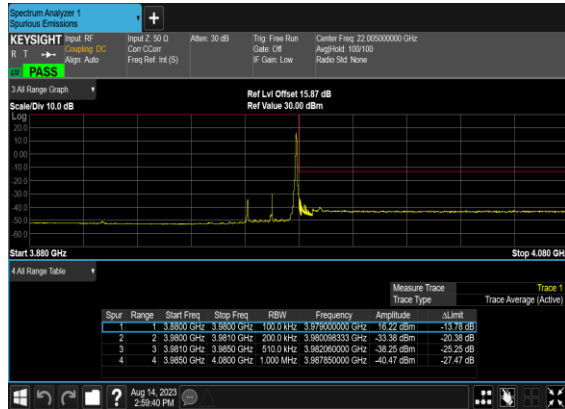 Spectrum Analyzer 1
Spurious Emissions
+
KEYSIGHT Input: RF Input Z: 50 Ω Atten: 30 dB Trig: Free Run Center Freq: 22.005000000 GHz
R T Coupling: DC Corr CCorr Gate: Off Avg|Hold: 100/100
Align: Auto Freq Ref: Int (S) IF Gain: Low Radio Std: None
PASS
3 All Range Graph
Ref Lvl Offset 15.87 dB
Scale/Div 10.0 dB Ref Value 30.00 dBm
Log
20.0
10.0
0.00
-10.0
-20.0
-30.0
-40.0
-50.0
-60.0
Start 3.880 GHz Stop 4.080 GH
4 All Range Table
Measure Trace Trace 1
Trace Type Trace Average (Active)
Spur Range Start Freq Stop Freq RBW Frequency Amplitude ΔLimit
1 1 3.8800 GHz 3.9800 GHz 100.0 kHz 3.979000000 GHz 16.22 dBm -13.78 dB
2 2 3.9800 GHz 3.9810 GHz 200.0 kHz 3.980098333 GHz -33.38 dBm -20.38 dB
3 3 3.9810 GHz 3.9850 GHz 510.0 kHz 3.982060000 GHz -38.25 dBm -25.25 dB
4 4 3.9850 GHz 4.0800 GHz 1.000 MHz 3.987850000 GHz -40.47 dBm -27.47 dB
? Aug 14, 2023
2:59:40 PM